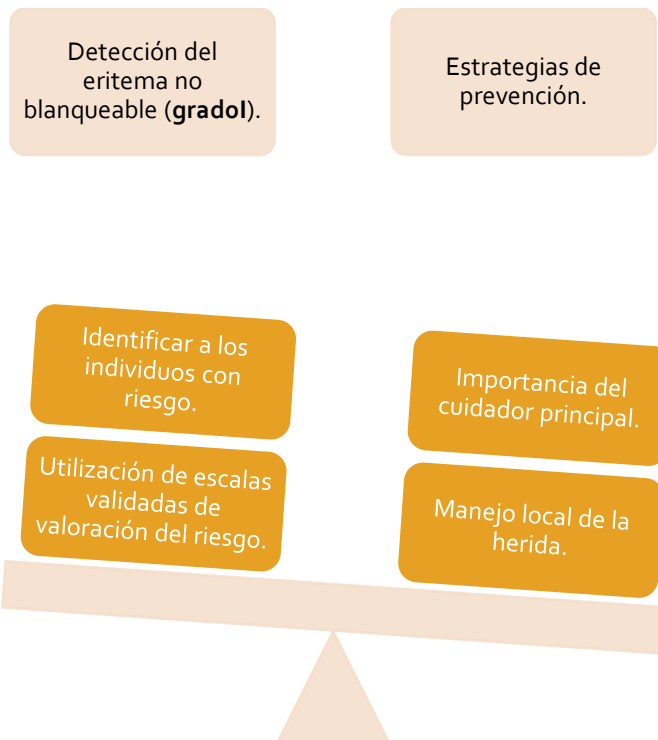 Detección del
eritema no
blanqueable (gradoI).
Estrategias de
prevención.
Identificar a los
individuos con
riesgo.
Utilización de escalas
validadas de
valoración del riesgo.
Importancia del
cuidador principal.
Manejo local de la
herida.